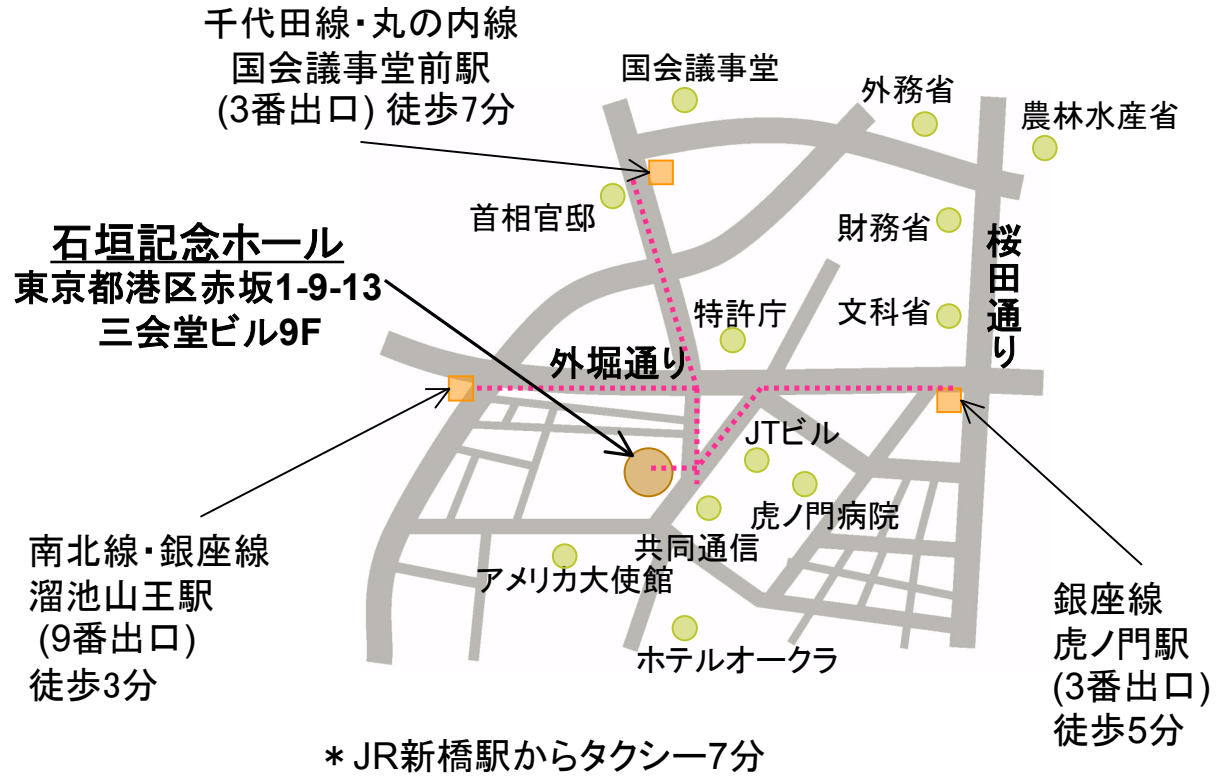 千代田線・丸の内線
国会議事堂前駅
(3番出口) 徒歩7分
国会議事堂
外務省
農林水産省
首相官邸
財務省
桜田通り
石垣記念ホール
東京都港区赤坂1-9-13
三会堂ビル9F
特許庁
文科省
外堀通り
JTビル
虎ノ門病院
共同通信
アメリカ大使館
ホテルオークラ
南北線・銀座線
溜池山王駅
(9番出口)
徒歩3分
銀座線
虎ノ門駅
(3番出口)
徒歩5分
＊JR新橋駅からタクシー7分